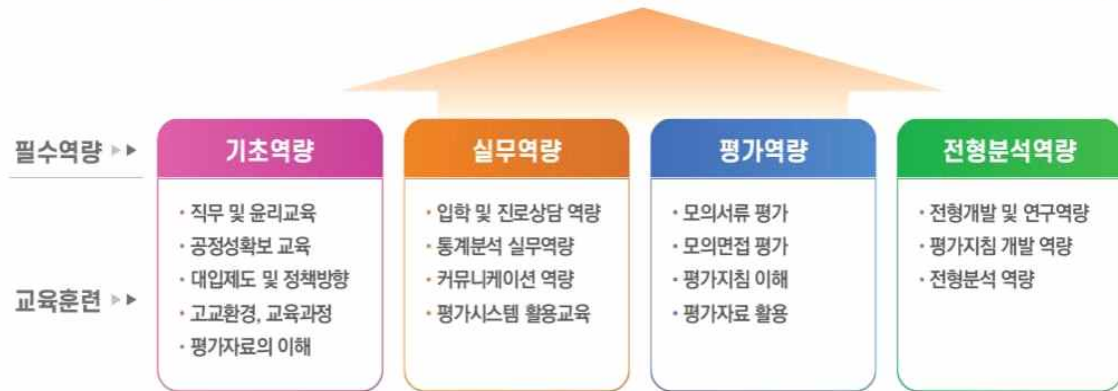 필수역량
기초역량
실무역량
평가역량
전형분석역량
교육훈련
· 직무 및 윤리교육
· 공정성확보 교육
· 대입제도 및 정책방향
· 고교환경, 교육과정
· 평가자료의 이해
· 입학 및 진로상담 역량
· 통계분석 실무역량
· 커뮤니케이션 역량
· 평가시스템 활용교육
· 모의서류 평가
· 모의면접 평가
· 평가지침 이해
· 평가자료 활용
· 전형개발 및 연구역량
· 평가지침 개발 역량
· 전형분석 역량